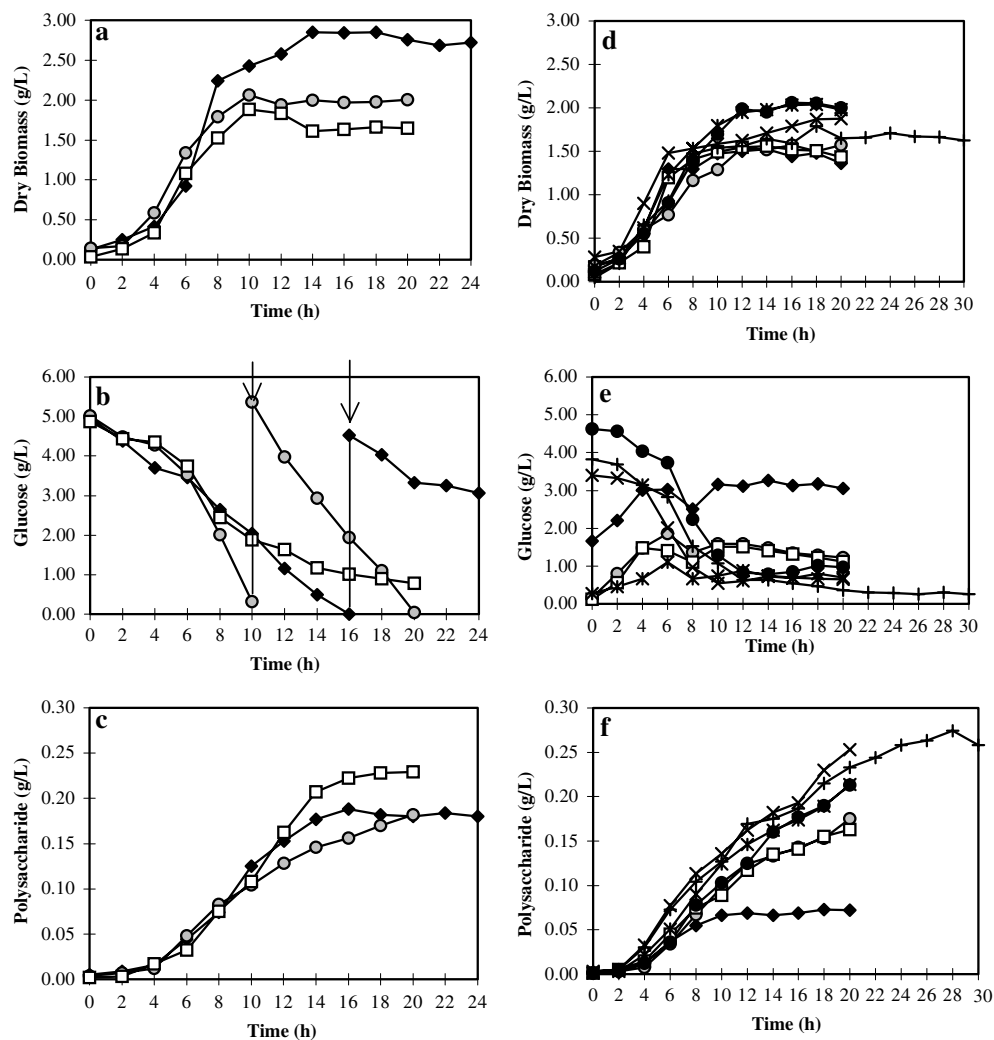 a
3.00
2.50
2.00
1.50
1.00
0.50
0.00
Dry Biomass (g/L)
0 2 4 6 8 10 12 14 16 18 20 22 24
Time (h)
d
3.00
2.50
2.00
1.50
1.00
0.50
0.00
Dry Biomass (g/L)
0 2 4 6 8 10 12 14 16 18 20 22 24 26 28 30
Time (h)
b
6.00
5.00
4.00
3.00
2.00
1.00
0.00
Glucose (g/L)
0 2 4 6 8 10 12 14 16 18 20 22 24
Time (h)
e
6.00
5.00
4.00
3.00
2.00
1.00
0.00
Glucose (g/L)
0 2 4 6 8 10 12 14 16 18 20 22 24 26 28 30
Time (h)
c
0.30
0.25
0.20
0.15
0.10
0.05
0.00
Polysaccharide (g/L)
0 2 4 6 8 10 12 14 16 18 20 22 24
Time (h)
f
0.30
0.25
0.20
0.15
0.10
0.05
0.00
Polysaccharide (g/L)
0 2 4 6 8 10 12 14 16 18 20 22 24 26 28 30
Time (h)